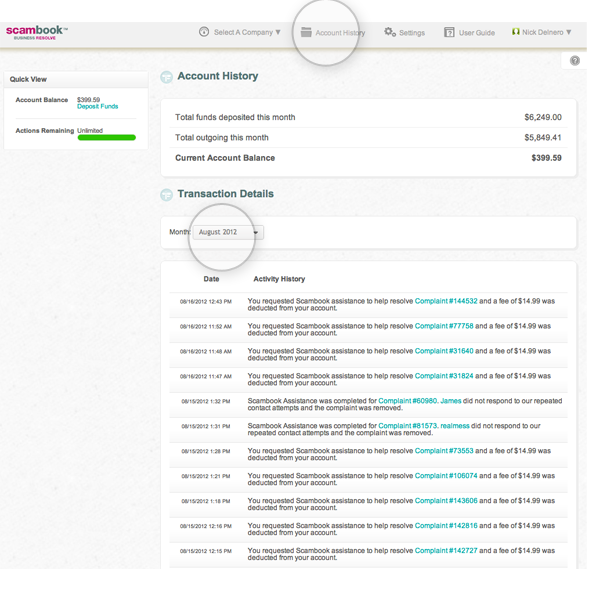 scambook™
BUSINESS RESOLVE
Select A Company ▼
Account History
Settings
User Guide
Nick Delnero ▼
Quick View
Account Balance $399.59
Deposit Funds
Actions Remaining Unlimited
Account History
Total funds deposited this month $6,249.00
Total outgoing this month $5,849.41
Current Account Balance $399.59
Transaction Details
Month: August 2012
Date Activity History
08/16/2012 12:43 PM You requested Scambook assistance to help resolve Complaint #144532 and a fee of $14.99 was
deducted from your account.
08/16/2012 11:52 AM You requested Scambook assistance to help resolve Complaint #77758 and a fee of $14.99 was
deducted from your account.
08/16/2012 11:48 AM You requested Scambook assistance to help resolve Complaint #31640 and a fee of $14.99 was
deducted from your account.
08/16/2012 11:47 AM You requested Scambook assistance to help resolve Complaint #31824 and a fee of $14.99 was
deducted from your account.
08/15/2012 1:32 PM Scambook Assistance was completed for Complaint #60980. James did not respond to our repeated
contact attempts and the complaint was removed.
08/15/2012 1:31 PM Scambook Assistance was completed for Complaint #81573. realmess did not respond to our
repeated contact attempts and the complaint was removed.
08/15/2012 1:28 PM You requested Scambook assistance to help resolve Complaint #73553 and a fee of $14.99 was
deducted from your account.
08/15/2012 1:21 PM You requested Scambook assistance to help resolve Complaint #106074 and a fee of $14.99 was
deducted from your account.
08/15/2012 1:18 PM You requested Scambook assistance to help resolve Complaint #143606 and a fee of $14.99 was
deducted from your account.
08/15/2012 12:16 PM You requested Scambook assistance to help resolve Complaint #142816 and a fee of $14.99 was
deducted from your account.
08/15/2012 12:15 PM You requested Scambook assistance to help resolve Complaint #142727 and a fee of $14.99 was
deducted from your account.